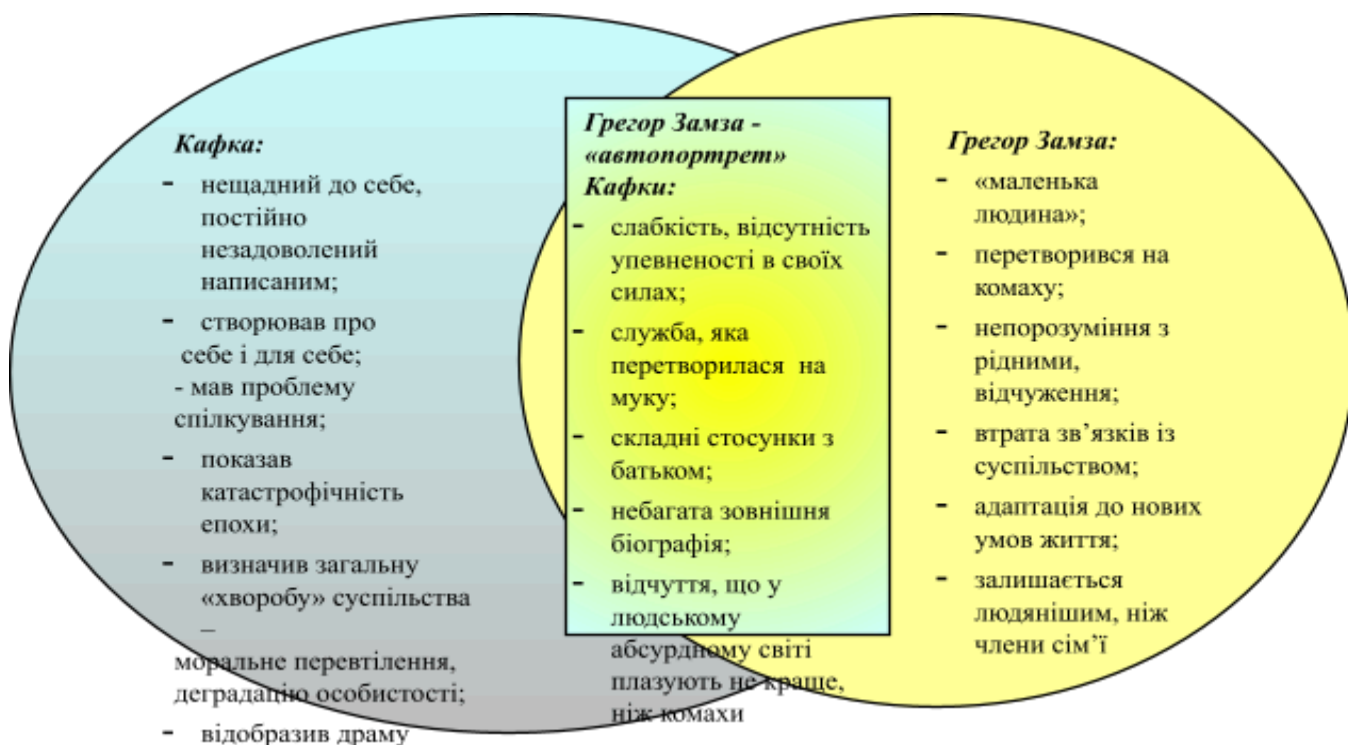 Кафка:
- нещадний до себе,
постійно
незадоволений
написаним;
- створював про
себе і для себе;
- мав проблему
спілкування;
- показав
катастрофічність
епохи;
- визначив загальну
«хворобу» суспільства
–
моральне перевтілення,
деградацію особистості;
- відобразив драму
Грегор Замза -
«автопортрет»
Кафки:
- слабкість, відсутність
упевненості в своїх
силах;
- служба, яка
перетворилася на
муку;
- складні стосунки з
батьком;
- небагата зовнішня
біографія;
- відчуття, що у
людському
абсурдному світі
плазують не краще,
ніж комахи
Грегор Замза:
- «маленька
людина»;
- перетворився на
комаху;
- непорозуміння з
рідними,
відчуження;
- втрата зв’язків із
суспільством;
- адаптація до нових
умов життя;
- залишається
людянішим, ніж
члени сім’ї